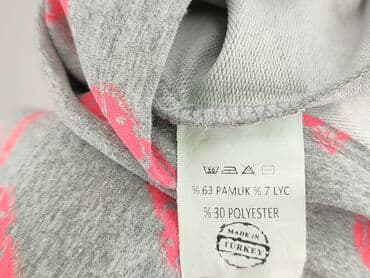 % 63 PAMUK % 7 LYC
% 30 POLYESTER
MADE IN
TURKEY